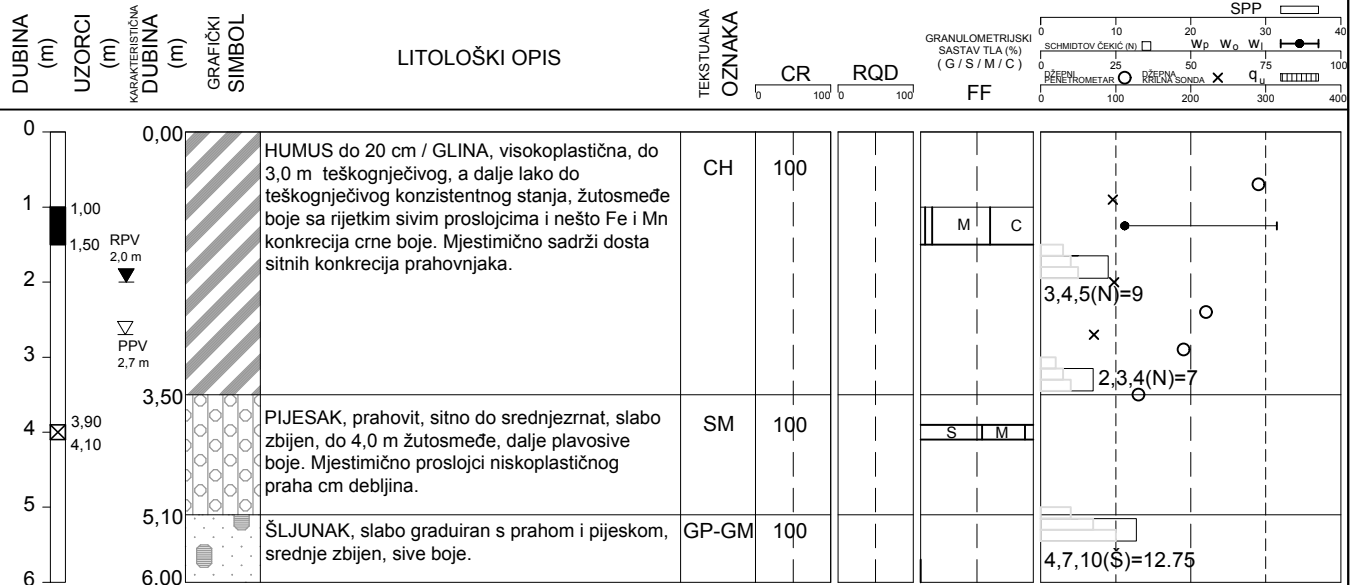 DUBINA
(m)
UZORCI
(m)
KARAKTERISTIČNA
DUBINA
(m)
GRAFIČKI
SIMBOL
LITOLOŠKI OPIS
TEKSTUALNA
OZNAKA
CR
0 100
RQD
0 100
GRANULOMETRIJSKI
SASTAV TLA (%)
( G / S / M / C )
FF
SPP
0 10 20 30 40
SCHMIDTOV ČEKIĆ (N) wP wo wl
0 25 50 75 100
DŽEPNI
PENETROMETAR
DŽEPNA
KRILNA SONDA
qu
0 100 200 300 400
0
1
2
3
4
5
6
1,00
1,50
3,90
4,10
RPV
2,0 m
PPV
2,7 m
0,00
3,50
5,10
6,00
HUMUS do 20 cm / GLINA, visokoplastična, do
3,0 m teškognječivog, a dalje lako do
teškognječivog konzistentnog stanja, žutosmeđe
boje sa rijetkim sivim proslojcima i nešto Fe i Mn
konkrecija crne boje. Mjestimično sadrži dosta
sitnih konkrecija prahovnjaka.
CH
100
M C
3,4,5(N)=9
2,3,4(N)=7
PIJESAK, prahovit, sitno do srednjezrnat, slabo
zbijen, do 4,0 m žutosmeđe, dalje plavosive
boje. Mjestimično proslojci niskoplastičnog
praha cm debljina.
SM
100
S M
ŠLJUNAK, slabo graduiran s prahom i pijeskom,
srednje zbijen, sive boje.
GP-GM
100
4,7,10(Š)=12.75